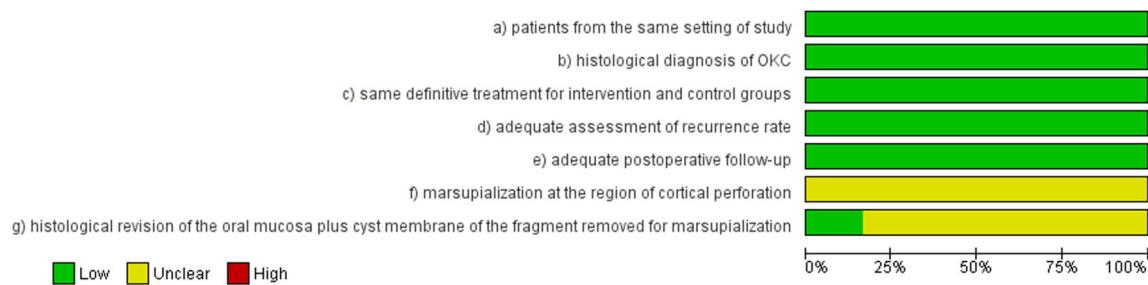 a) patients from the same setting of study
b) histological diagnosis of OKC
c) same definitive treatment for intervention and control groups
d) adequate assessment of recurrence rate
e) adequate postoperative follow-up
f) marsupialization at the region of cortical perforation
g) histological revision of the oral mucosa plus cyst membrane of the fragment removed for marsupialization
0% 25% 50% 75% 100%
Low Unclear High